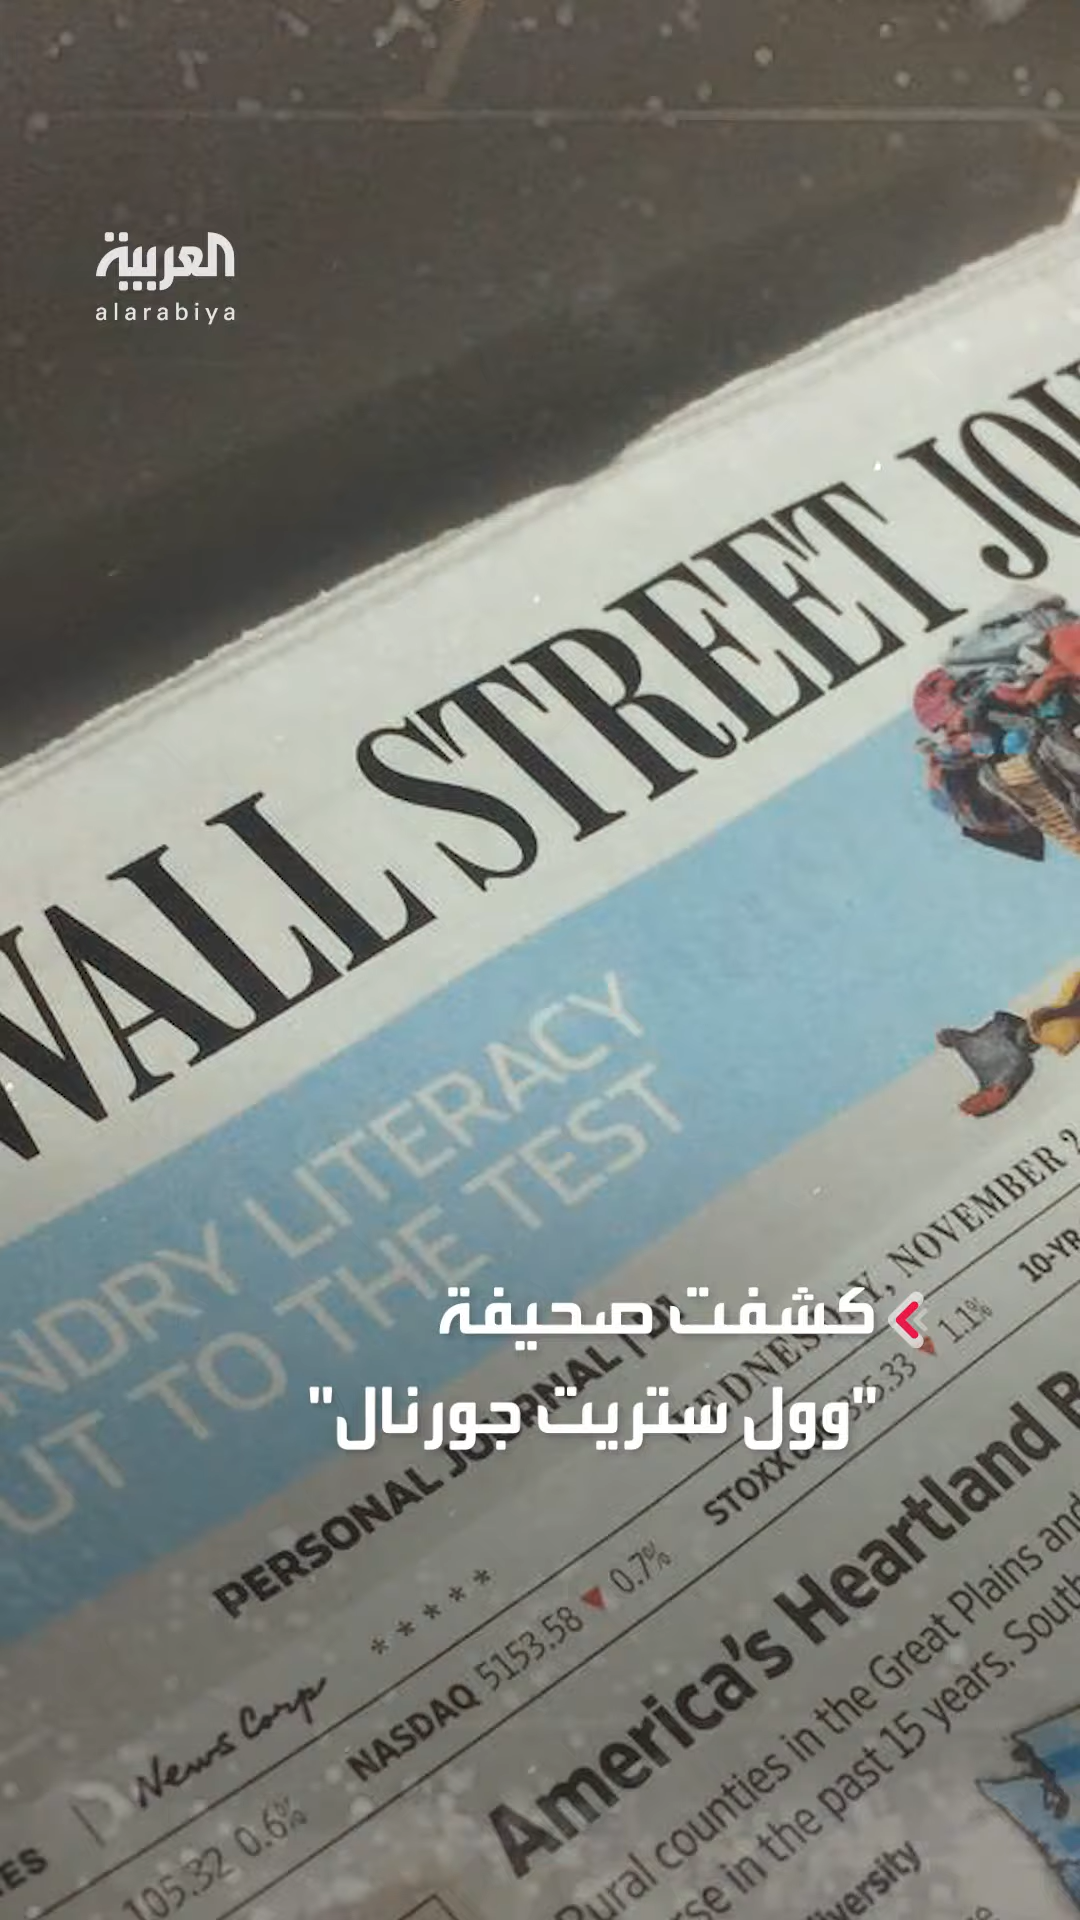 العربية
alarabiya
WALL STREET
NDRY LITERACY
UT TO THE TEST
كشفت صحيفة
"وول ستريت جورنال"
PERSONAL JOURNAL |
WEDNESDAY, NOVEMBER 2
* * * * *
News Corp
NASDAQ 5153.58 ▼ 0.7%
STOXX
▼ 1.1%
10-YR
105.32 0.6%
America's Heartland
Rural counties in the Great Plains and
in the past 15 years. South